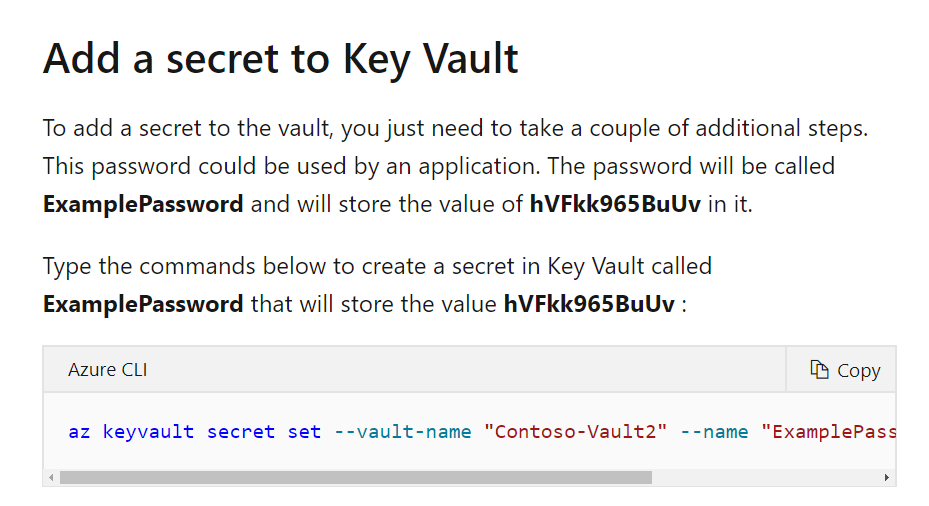 Add a secret to Key Vault
To add a secret to the vault, you just need to take a couple of additional steps.
This password could be used by an application. The password will be called
ExamplePassword and will store the value of hVFkk965BuUv in it.
Type the commands below to create a secret in Key Vault called
ExamplePassword that will store the value hVFkk965BuUv :
Azure CLI
Copy
az keyvault secret set --vault-name "Contoso-Vault2" --name "ExamplePass